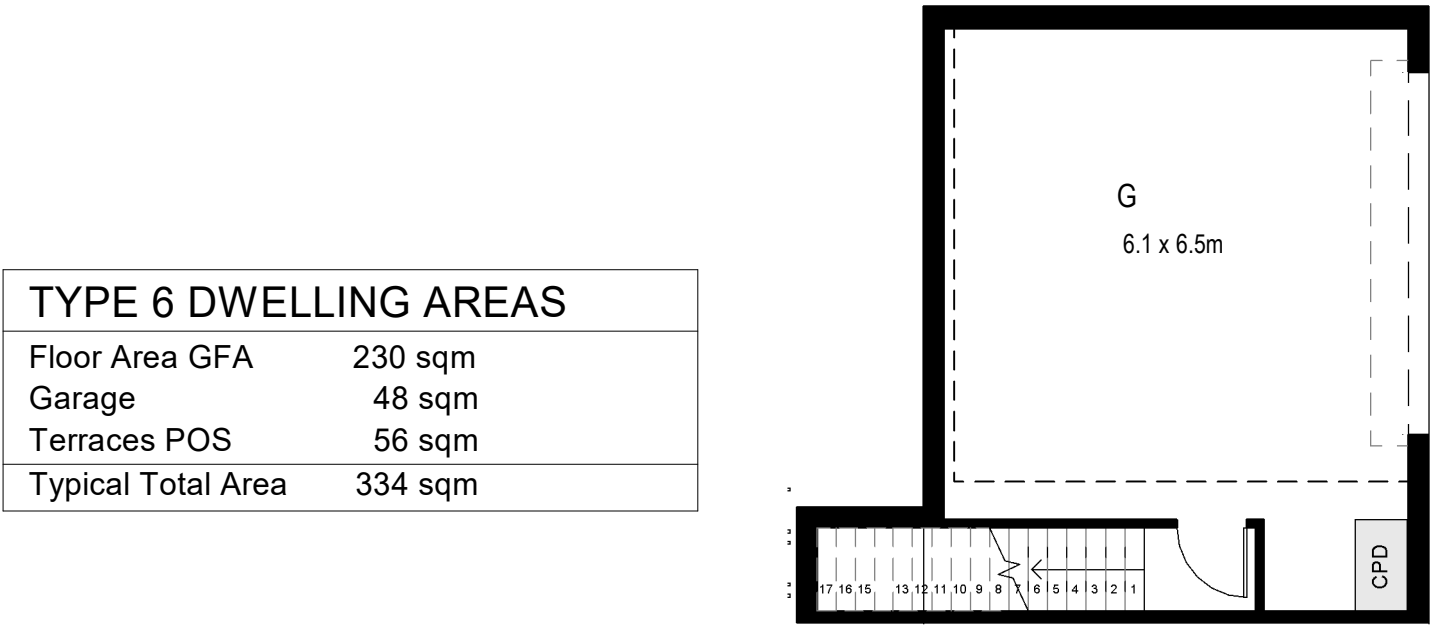 TYPE 6 DWELLING AREAS
Floor Area GFA 230 sqm
Garage 48 sqm
Terraces POS 56 sqm
Typical Total Area 334 sqm
G
6.1 x 6.5m
CPD
17 16 15 13 12 11 10 9 8 7 6 5 4 3 2 1